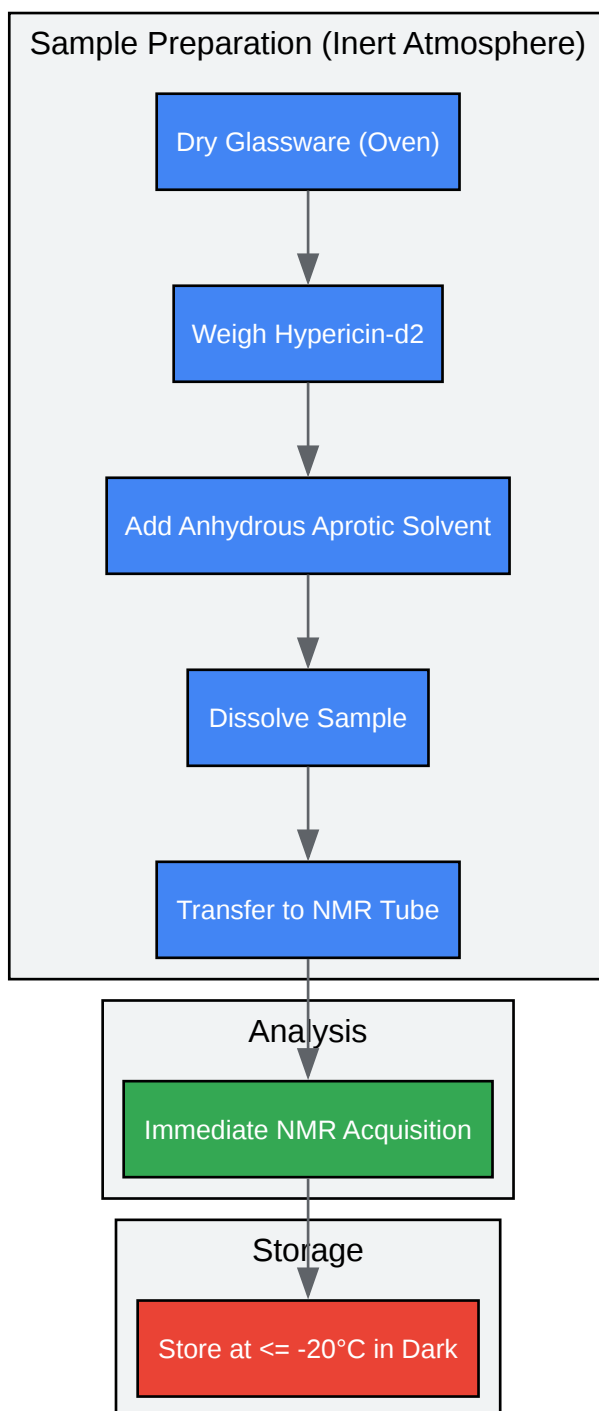 Sample Preparation (Inert Atmosphere)
Dry Glassware (Oven)
Weigh Hypericin-d2
Add Anhydrous Aprotic Solvent
Dissolve Sample
Transfer to NMR Tube
Analysis
Immediate NMR Acquisition
Storage
Store at <= -20°C in Dark